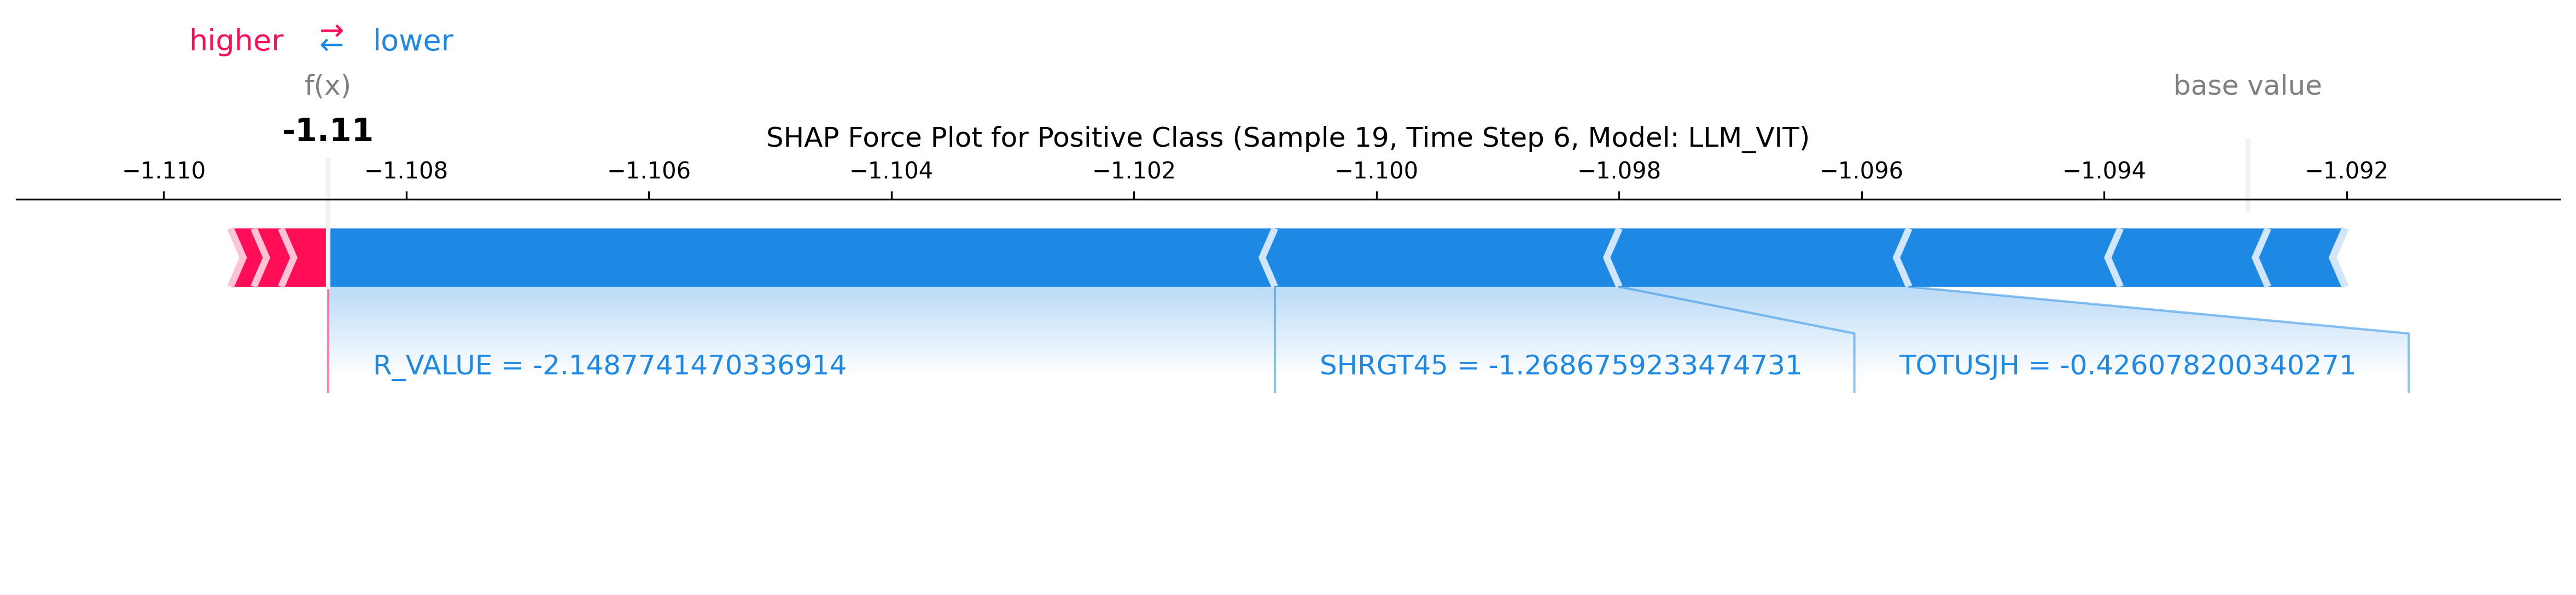 higher ⇄ lower
f(x)
base value
-1.11
SHAP Force Plot for Positive Class (Sample 19, Time Step 6, Model: LLM_VIT)
−1.110 −1.108 −1.106 −1.104 −1.102 −1.100 −1.098 −1.096 −1.094 −1.092
R_VALUE = -2.1487741470336914 SHRGT45 = -1.2686759233474731 TOTUSJH = -0.426078200340271